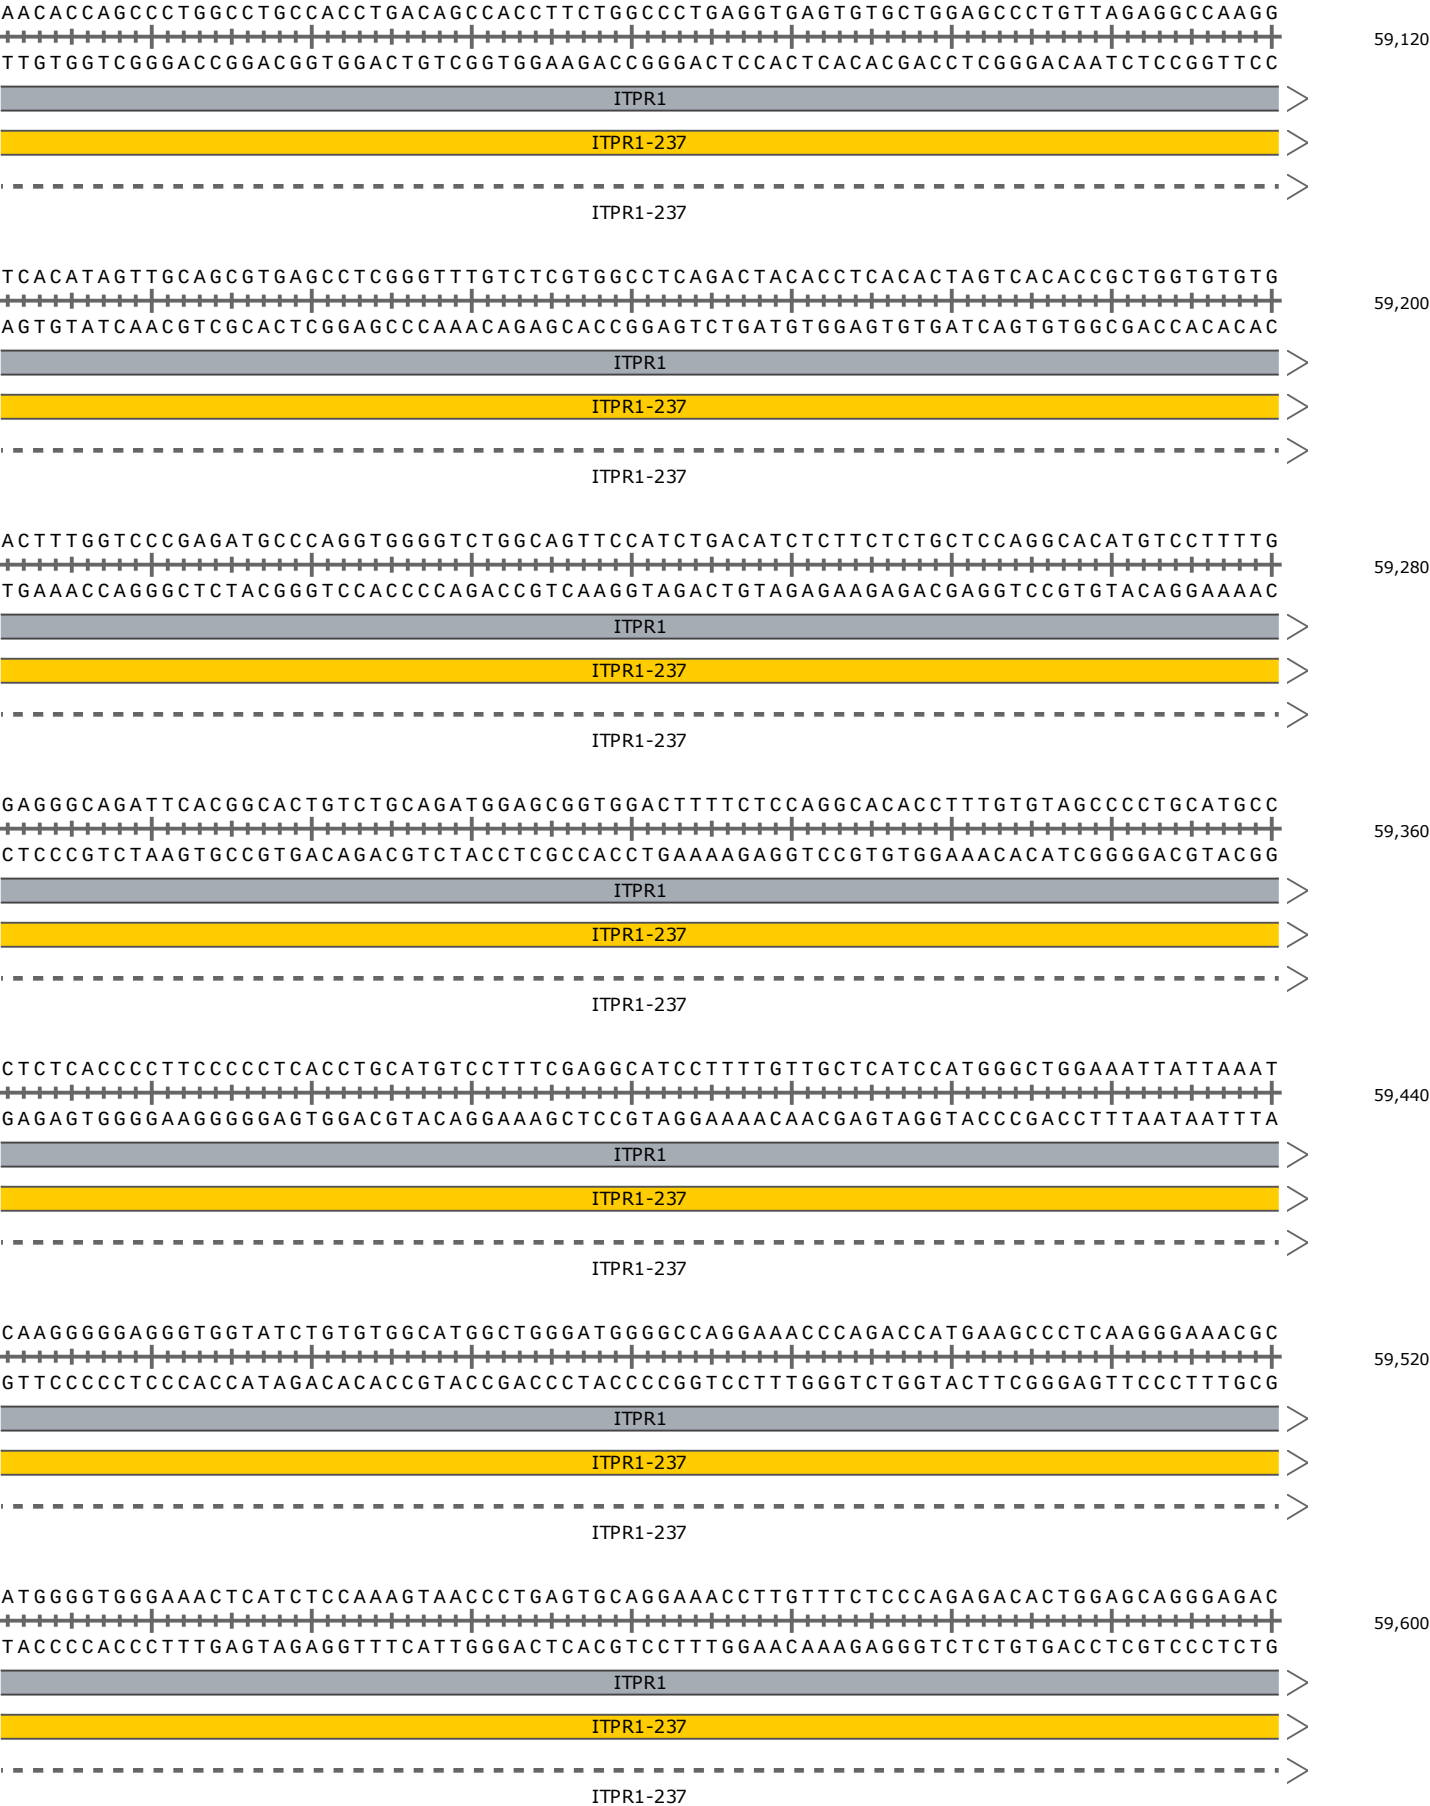 AACACCAGCCCTGGCCTGCCACCTGACAGCCACCTTCTGGCCCTGAGGTGAGTGTGCTGGAGCCCTGTTAGAGGCCAAGG
59,120
TTGTGGTCGGGACCGGACGGTGGACTGTCGGTGGAAGACCGGGACTCCACTCACACGACCTCGGGACAATCTCCGGTTCC
ITPR1
ITPR1-237
ITPR1-237
TCACATAGTTGCAGCGTGAGCCTCGGGTTTGTCTCGTGGCCTCAGACTACACCTCACACTAGTCACACCGCTGGTGTGTG
59,200
AGTGTATCAACGTCGCACTCGGAGCCCAAACAGAGCACCGGAGTCTGATGTGGAGTGTGATCAGTGTGGCGACCACACAC
ITPR1
ITPR1-237
ITPR1-237
ACTTTGGTCCCGAGATGCCCAGGTGGGGTCTGGCAGTTCCATCTGACATCTCTTCTCTGCTCCAGGCACATGTCCTTTTG
59,280
TGAAACCAGGGCTCTACGGGTCCACCCCAGACCGTCAAGGTAGACTGTAGAGAAGAGACGAGGTCCGTGTACAGGAAAAC
ITPR1
ITPR1-237
ITPR1-237
GAGGGCAGATTCACGGCACTGTCTGCAGATGGAGCGGTGGACTTTTCTCCAGGCACACCTTTGTGTAGCCCCTGCATGCC
59,360
CTCCCGTCTAAGTGCCGTGACAGACGTCTACCTCGCCACCTGAAAAGAGGTCCGTGTGGAAACACATCGGGGACGTACGG
ITPR1
ITPR1-237
ITPR1-237
CTCTCACCCCTTCCCCCTCACCTGCATGTCCTTTCGAGGCATCCTTTTGTTGCTCATCCATGGGCTGGAAATTATTAAAT
59,440
GAGAGTGGGGAAGGGGGAGTGGACGTACAGGAAAGCTCCGTAGGAAAACAACGAGTAGGTACCCGACCTTTAATAATTTA
ITPR1
ITPR1-237
ITPR1-237
CAAGGGGGAGGGTGGTATCTGTGTGGCATGGCTGGGATGGGGCCAGGAAACCCAGACCATGAAGCCCTCAAGGGAAACGC
59,520
GTTCCCCCTCCCACCATAGACACACCGTACCGACCCTACCCCGGTCCTTTGGGTCTGGTACTTCGGGAGTTCCCTTTGCG
ITPR1
ITPR1-237
ITPR1-237
ATGGGGTGGGAAACTCATCTCCAAAGTAACCCTGAGTGCAGGAAACCTTGTTTCTCCCAGAGACACTGGAGCAGGGAGAC
59,600
TACCCCACCCTTTGAGTAGAGGTTTCATTGGGACTCACGTCCTTTGGAACAAAGAGGGTCTCTGTGACCTCGTCCCTCTG
ITPR1
ITPR1-237
ITPR1-237